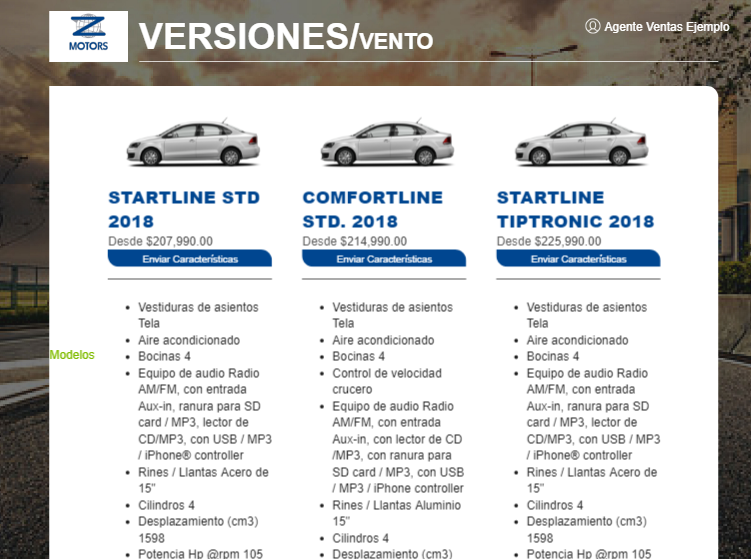 Z MOTORS
VERSIONES/VENTO
Agente Ventas Ejemplo
Modelos
STARTLINE STD
2018
Desde $207,990.00
Enviar Características
• Vestiduras de asientos
Tela
• Aire acondicionado
• Bocinas 4
• Equipo de audio Radio
AM/FM, con entrada
Aux-in, ranura para SD
card / MP3, lector de
CD/MP3, con USB / MP3
/ iPhone® controller
• Rines / Llantas Acero de
15"
• Cilindros 4
• Desplazamiento (cm3)
1598
• Potencia Hp @rpm 105
COMFORTLINE
STD. 2018
Desde $214,990.00
Enviar Características
• Vestiduras de asientos
Tela
• Aire acondicionado
• Bocinas 4
• Control de velocidad
crucero
• Equipo de audio Radio
AM/FM, con entrada
Aux-in, con lector de CD
/MP3, con ranura para
SD card / MP3, con USB
/ MP3 / iPhone controller
• Rines / Llantas Aluminio
15"
• Cilindros 4
• Desplazamiento (cm3)
STARTLINE
TIPTRONIC 2018
Desde $225,990.00
Enviar Características
• Vestiduras de asientos
Tela
• Aire acondicionado
• Bocinas 4
• Equipo de audio Radio
AM/FM, con entrada
Aux-in, ranura para SD
card / MP3, lector de
CD/MP3, con USB / MP3
/ iPhone® controller
• Rines / Llantas Acero de
15"
• Cilindros 4
• Desplazamiento (cm3)
1598
• Potencia Hp @rpm 105